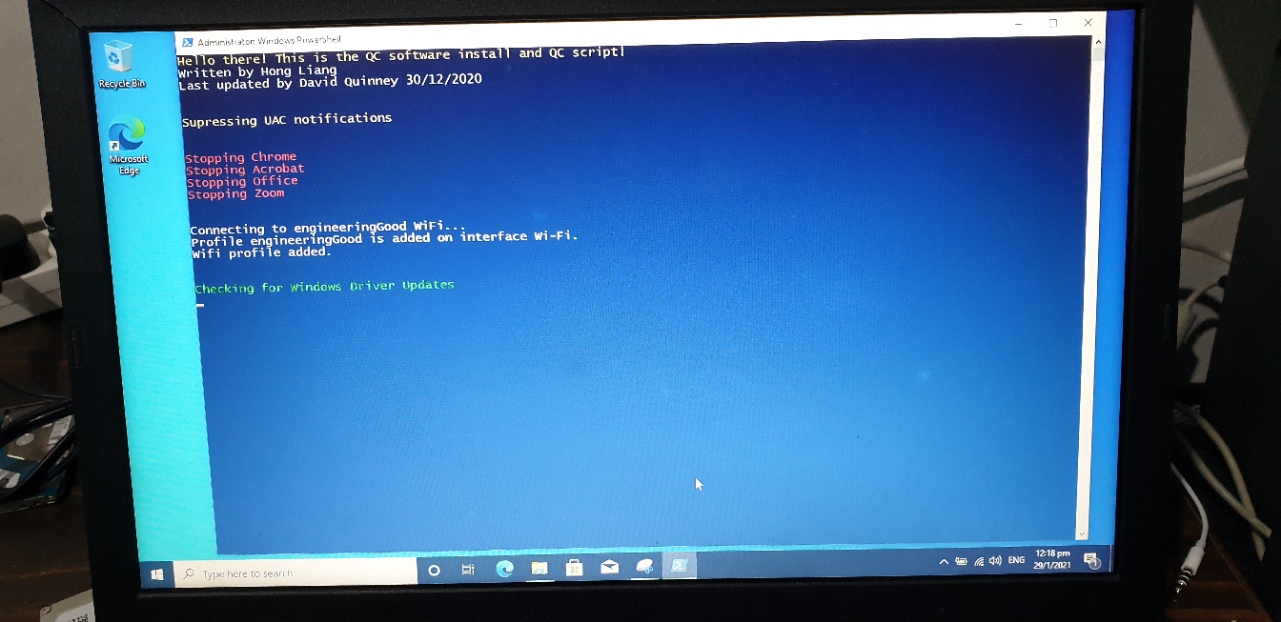 Administrator: Windows PowerShell
Hello there! This is the QC software install and QC script!
Written by Hong Liang
Last updated by David Quinney 30/12/2020
Supressing UAC notifications
Stopping Chrome
Stopping Acrobat
Stopping Office
Stopping Zoom
Connecting to engineeringGood WiFi...
Profile engineeringGood is added on interface Wi-Fi.
Wifi profile added.
Checking for Windows Driver Updates
Recycle Bin
Microsoft
Edge
Type here to search
ENG
12:18 pm
29/1/2021